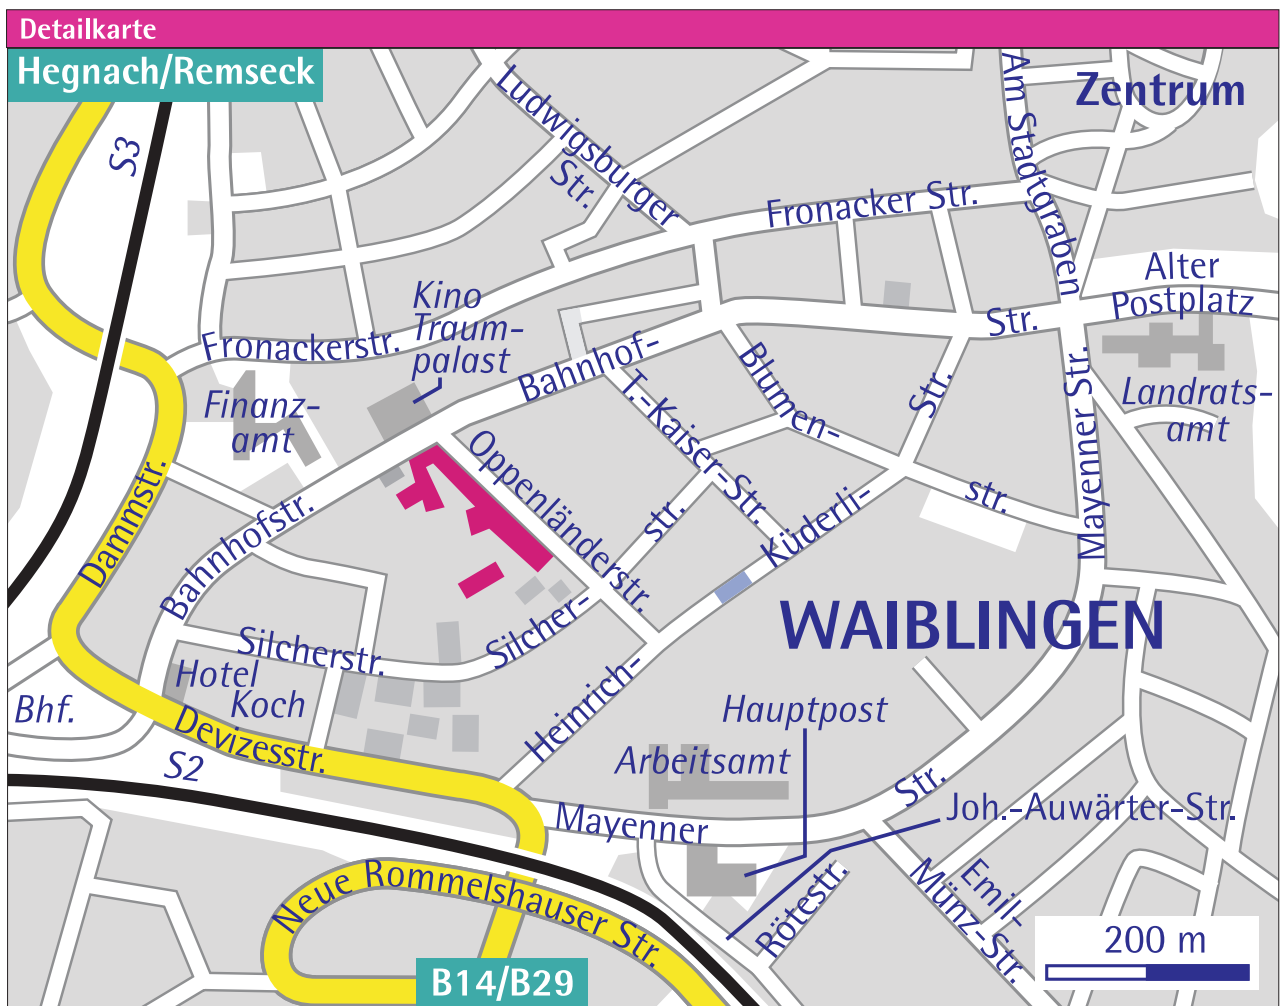 Detailkarte
Hegnach/Remseck
Zentrum
S3
Ludwigsburger
Str.
Am Stadtgraben
Fronacker Str.
Alter
Postplatz
Kino
Traum-
palast
Fronackerstr.
Bahnhof-
Str.
Finanz-
amt
Blumen-
str.
T.-Kaiser-Str.
Str.
Mayenner Str.
Landrats-
amt
Oppenländerstr.
Dammstr.
Bahnhofstr.
str.
Küderli-
Silcher-
WAIBLINGEN
Silcherstr.
Hotel
Koch
Bhf.
Devizesstr.
Heinrich-
Hauptpost
S2
Arbeitsamt
Str.
Mayenner
Joh.-Auwärter-Str.
Neue Rommelshauser Str.
Rötestr.
Emil-
Münz-Str.
200 m
B14/B29